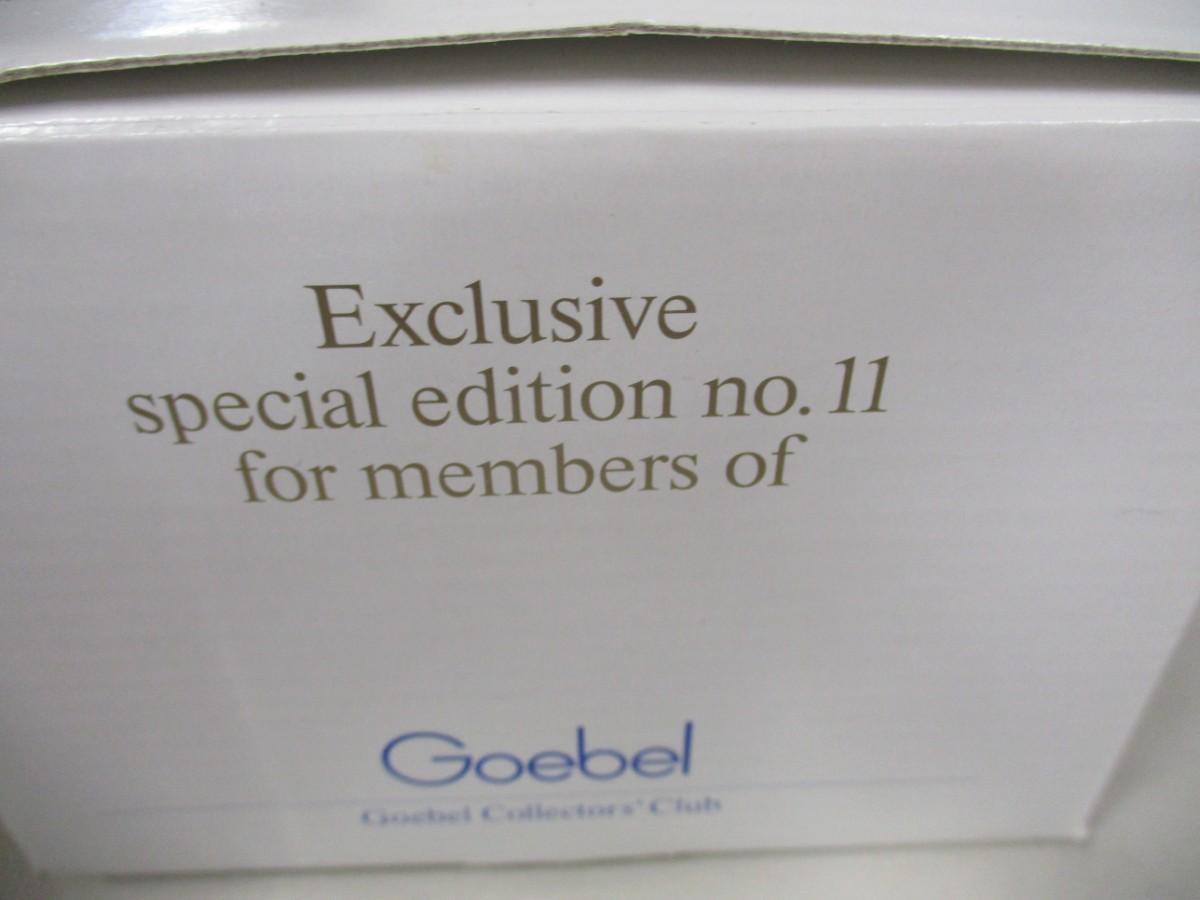 Exclusive
special edition no. 11
for members of
Goebel
Goebel Collectors' Club